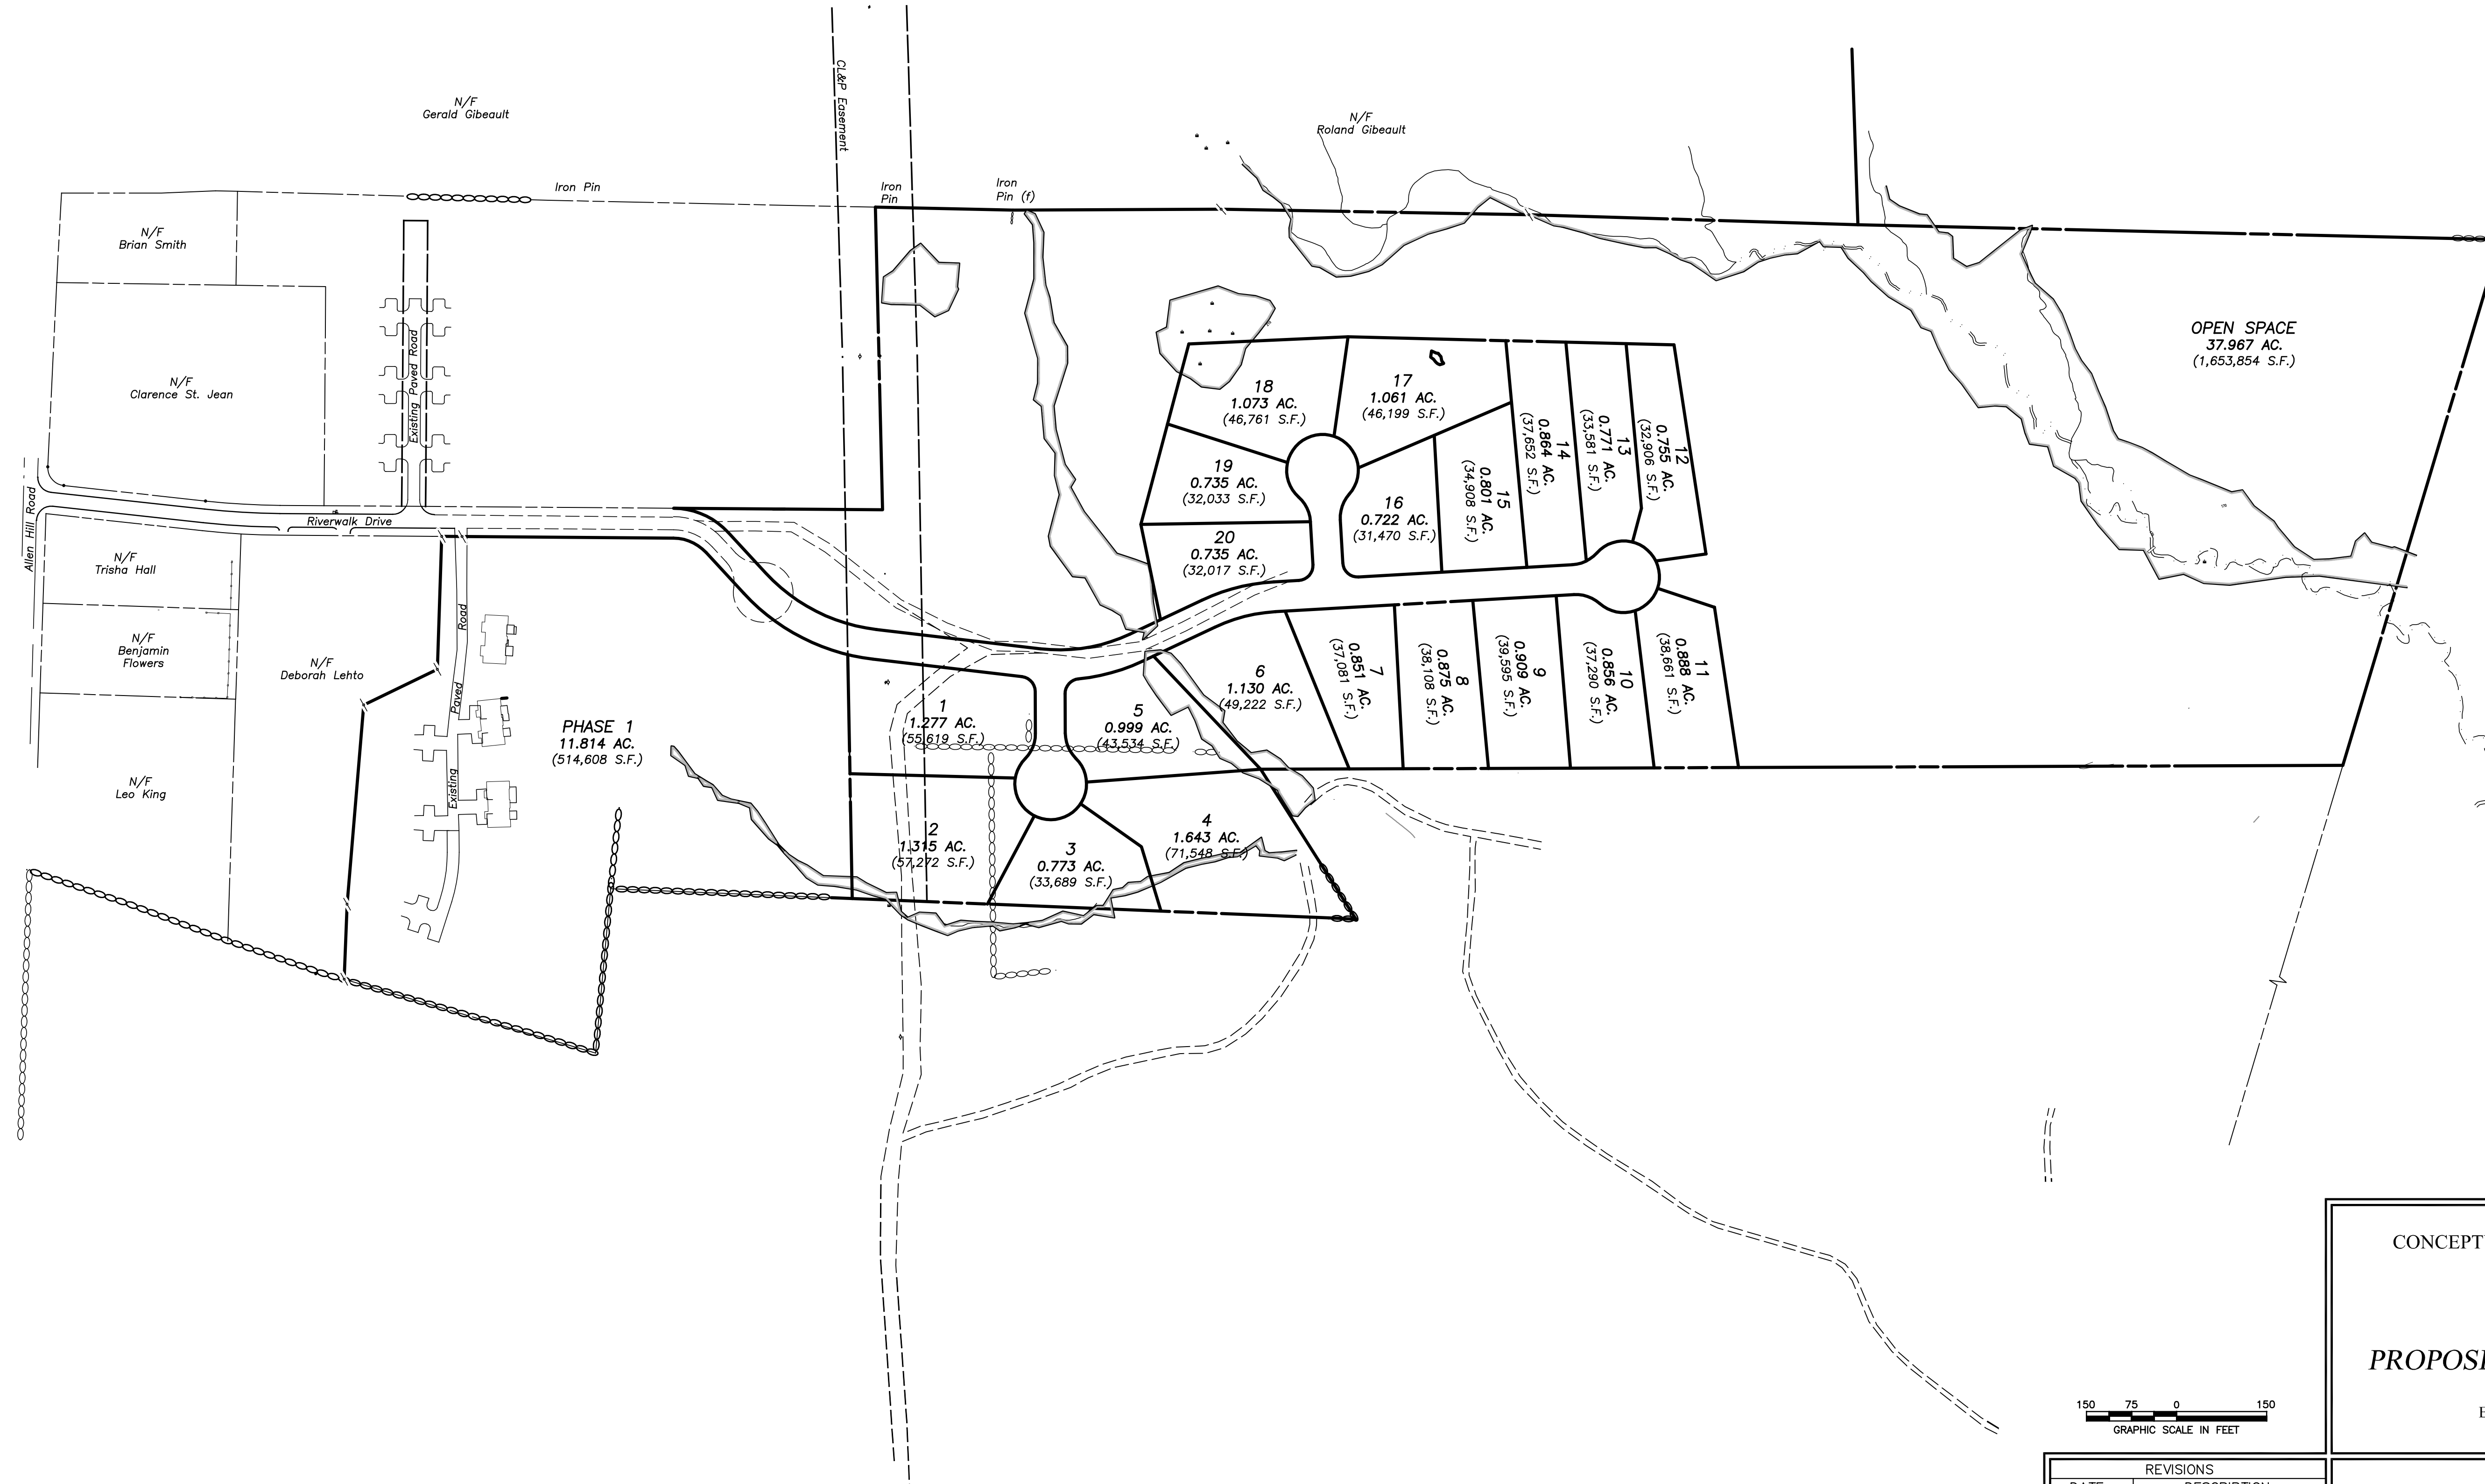 CL&P Easement
N/F
Gerald Gibeault
N/F
Roland Gibeault
Iron Pin
Iron
Pin
Iron
Pin (f)
N/F
Brian Smith
N/F
Clarence St. Jean
Existing Paved Road
Allen Hill Road
Riverwalk Drive
N/F
Trisha Hall
N/F
Benjamin
Flowers
N/F
Deborah Lehto
N/F
Leo King
Existing Paved Road
PHASE 1
11.814 AC.
(514,608 S.F.)
OPEN SPACE
37.967 AC.
(1,653,854 S.F.)
18
1.073 AC.
(46,761 S.F.)
17
1.061 AC.
(46,199 S.F.)
14
0.864 AC.
(37,652 S.F.)
13
0.771 AC.
(33,581 S.F.)
12
0.755 AC.
(32,906 S.F.)
19
0.735 AC.
(32,033 S.F.)
16
0.722 AC.
(31,470 S.F.)
15
0.801 AC.
(34,908 S.F.)
20
0.735 AC.
(32,017 S.F.)
1
1.277 AC.
(55,619 S.F.)
5
0.999 AC.
(43,534 S.F.)
6
1.130 AC.
(49,222 S.F.)
7
0.851 AC.
(37,081 S.F.)
8
0.875 AC.
(38,108 S.F.)
9
0.909 AC.
(39,595 S.F.)
10
0.856 AC.
(37,290 S.F.)
11
0.888 AC.
(38,661 S.F.)
2
1.315 AC.
(57,272 S.F.)
3
0.773 AC.
(33,689 S.F.)
4
1.643 AC.
(71,548 S.F.)
150 75 0 150
GRAPHIC SCALE IN FEET
REVISIONS